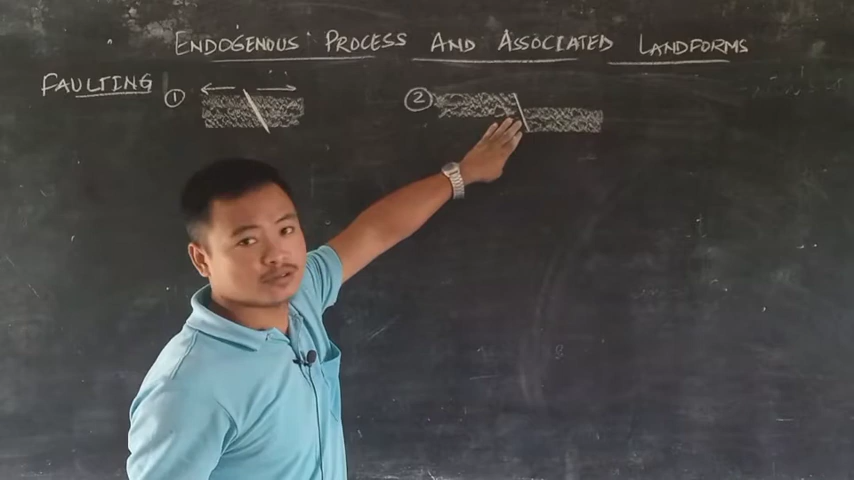 ENDOGENOUS PROCESS AND ASSOCIATED LANDFORMS
FAULTING 1 2